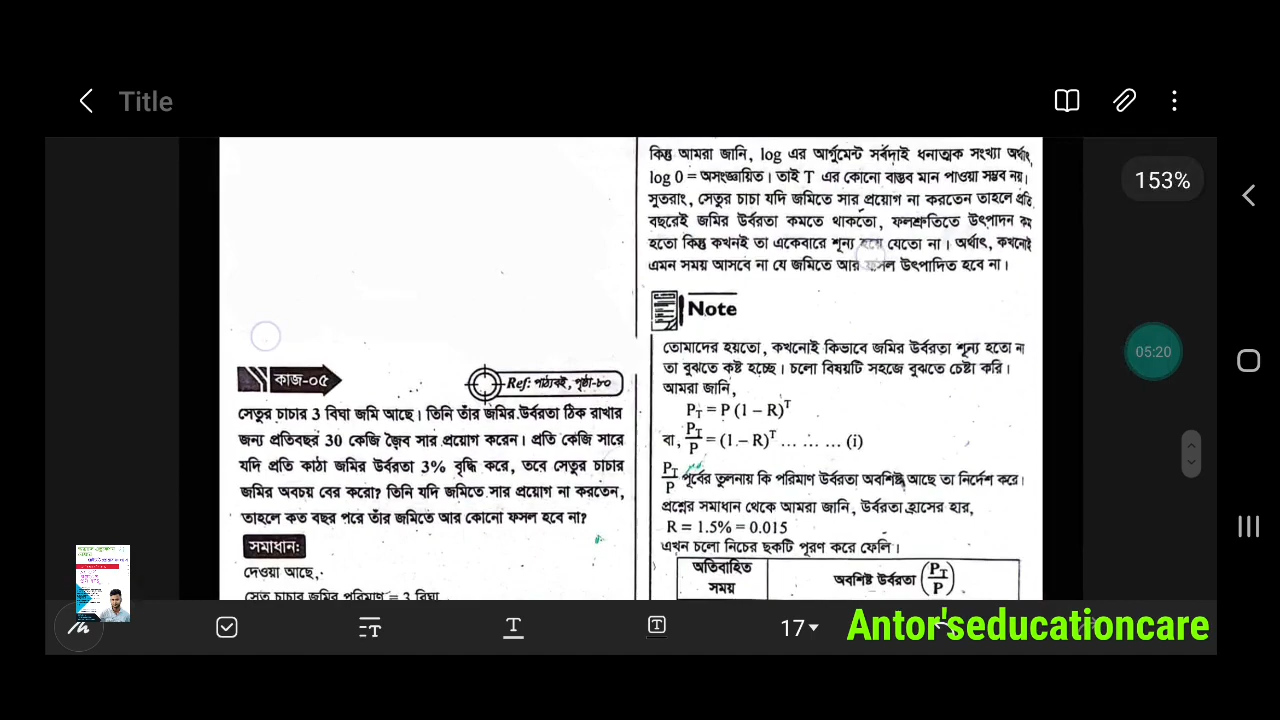 Title
153%
কাজ-০৫
Ref: পাঠ্যবই, পৃষ্ঠা-৮০
সেতুর চাচার 3 বিঘা জমি আছে। তিনি তাঁর জমির উর্বরতা ঠিক রাখার
জন্য প্রতিবছর 30 কেজি জৈব সার প্রয়োগ করেন। প্রতি কেজি সারে
যদি প্রতি কাঠা জমির উর্বরতা 3% বৃদ্ধি করে, তবে সেতুর চাচার
জমির অবচয় বের করো? তিনি যদি জমিতে সার প্রয়োগ না করতেন,
তাহলে কত বছর পরে তাঁর জমিতে আর কোনো ফসল হবে না?
সমাধান:
দেওয়া আছে,
সেতু চাচার জমির পরিমাণ = 3 বিঘা
কিন্তু আমরা জানি, log এর আর্গুমেন্ট সর্বদাই ধনাত্মক সংখ্যা অর্থাৎ
log 0 = অসংজ্ঞায়িত। তাই T এর কোনো বাস্তব মান পাওয়া সম্ভব নয়।
সুতরাং, সেতুর চাচা যদি জমিতে সার প্রয়োগ না করতেন তাহলে প্রতি
বছরেই জমির উর্বরতা কমতে থাকতো, ফলশ্রুতিতে উৎপাদন কম
হতো কিন্তু কখনই তা একেবারে শূন্য হয়ে যেতো না। অর্থাৎ, কখনোই
এমন সময় আসবে না যে জমিতে আর ফসল উৎপাদিত হবে না।
Note
তোমাদের হয়তো, কখনোই কিভাবে জমির উর্বরতা শূন্য হতো না
তা বুঝতে কষ্ট হচ্ছে। চলো বিষয়টি সহজে বুঝতে চেষ্টা করি।
আমরা জানি,
P_T = P (1 – R)^T
বা, P_T/P = (1 – R)^T ... ... ... (i)
P_T/P পূর্বের তুলনায় কি পরিমাণ উর্বরতা অবশিষ্ট আছে তা নির্দেশ করে।
প্রশ্নের সমাধান থেকে আমরা জানি, উর্বরতা হ্রাসের হার,
R = 1.5% = 0.015
এখন চলো নিচের ছকটি পূরণ করে ফেলি।
অতিবাহিত
সময়
অবশিষ্ট উর্বরতা (P_T/P)
05:20
17
Antor'seducationcare